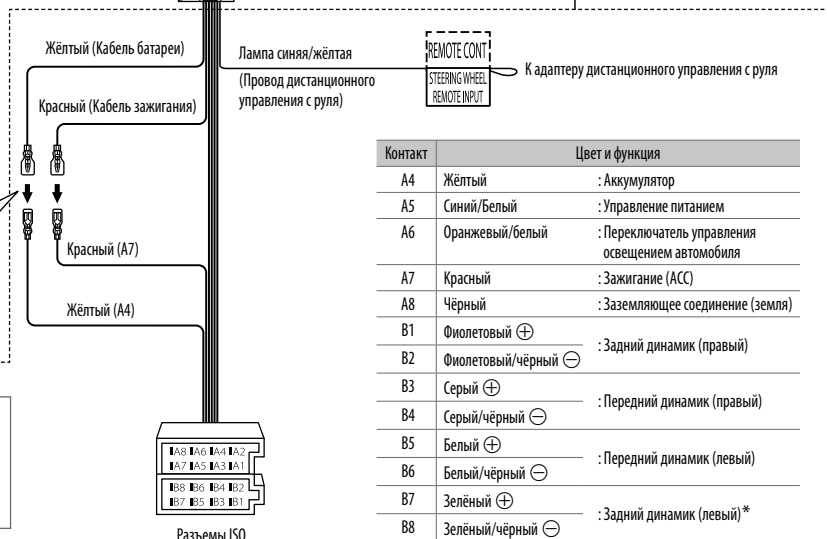 Жёлтый (Кабель батареи)
Лампа синяя/жёлтая
(Провод дистанционного
управления с руля)
REMOTE CONT
STEERING WHEEL
REMOTE INPUT
К адаптеру дистанционного управления с руля
Красный (Кабель зажигания)
Красный (A7)
Жёлтый (A4)
A8 A6 A4 A2
A7 A5 A3 A1
B8 B6 B4 B2
B7 B5 B3 B1
Разъемы ISO
Контакт Цвет и функция
A4 Жёлтый : Аккумулятор
A5 Синий/Белый : Управление питанием
A6 Оранжевый/белый : Переключатель управления
освещением автомобиля
A7 Красный : Зажигание (ACC)
A8 Чёрный : Заземляющее соединение (земля)
B1 Фиолетовый ⊕
: Задний динамик (правый)
B2 Фиолетовый/чёрный ⊖
B3 Серый ⊕
: Передний динамик (правый)
B4 Серый/чёрный ⊖
B5 Белый ⊕
: Передний динамик (левый)
B6 Белый/чёрный ⊖
B7 Зелёный ⊕
: Задний динамик (левый)*
B8 Зелёный/чёрный ⊖